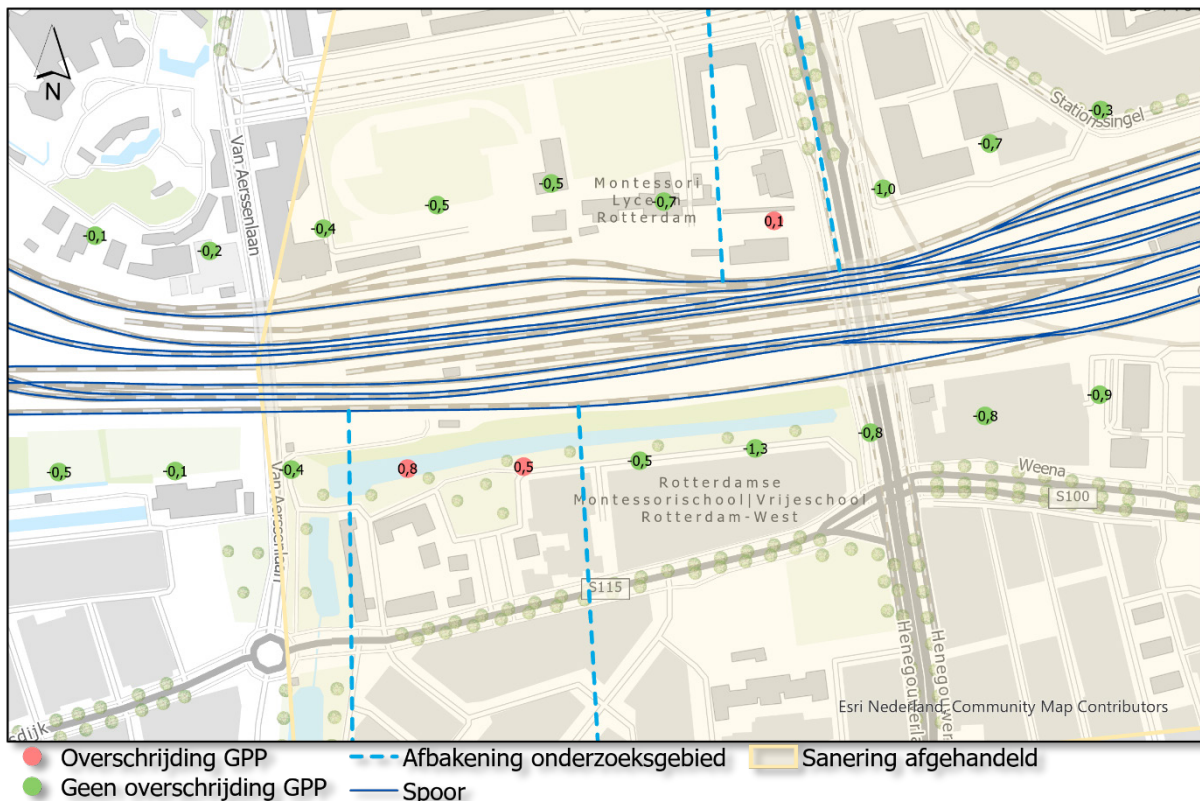 N
Van Aerssenlaan
Stationssingel
-0,3
-0,7
-1,0
-0,5
Montessori
-0,7
Rotterdam
-0,5
0,1
-0,4
-0,1
-0,2
-0,9
-0,8
-0,8
-1,3
-0,5
0,5
0,8
-0,4
-0,1
-0,5
Van Aerssenlaan
Weena
S100
Rotterdamse
Montessorischool|Vrijeschool
Rotterdam-West
S115
Henegouwerla
Henegouwer
sdijk
Esri Nederland, Community Map Contributors
Overschrijding GPP
Afbakening onderzoeksgebied
Sanering afgehandeld
Geen overschrijding GPP
Spoor